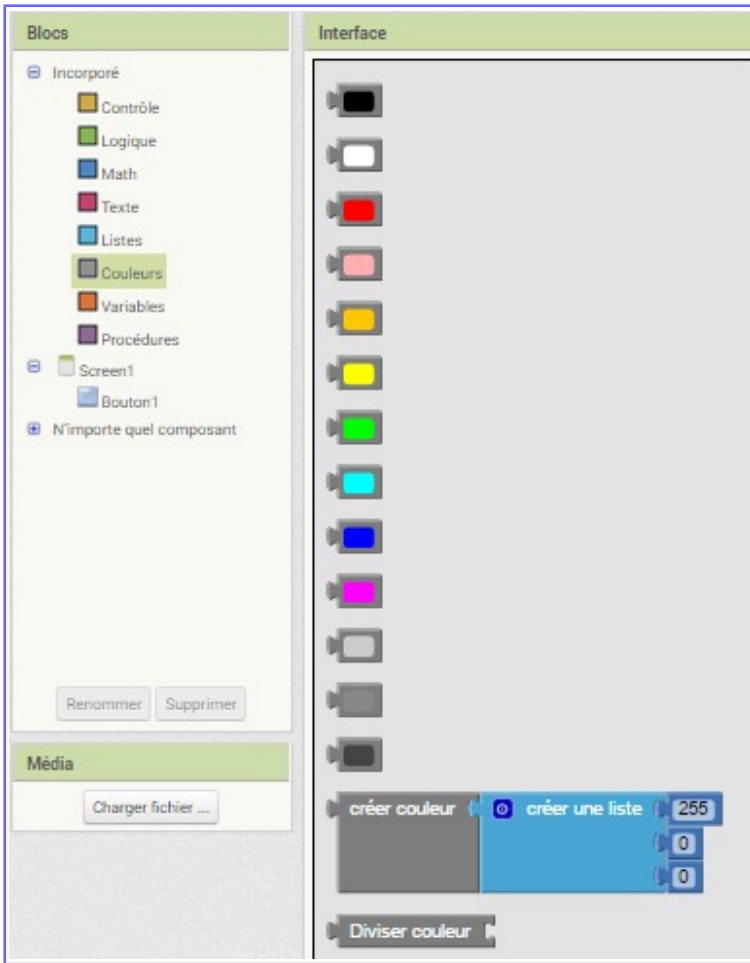 Blocs
Incorporé
Contrôle
Logique
Math
Texte
Listes
Couleurs
Variables
Procédures
Screen1
Bouton1
N'importe quel composant
Renommer Supprimer
Média
Charger fichier ...
Interface
créer couleur créer une liste 255
0
0
Diviser couleur